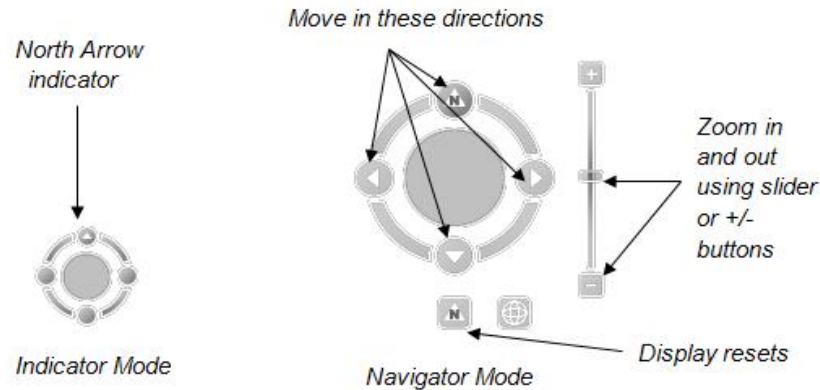 Move in these directions
North Arrow
indicator
N
+
Zoom in
and out
using slider
or +/-
buttons
-
N
Display resets
Indicator Mode
Navigator Mode